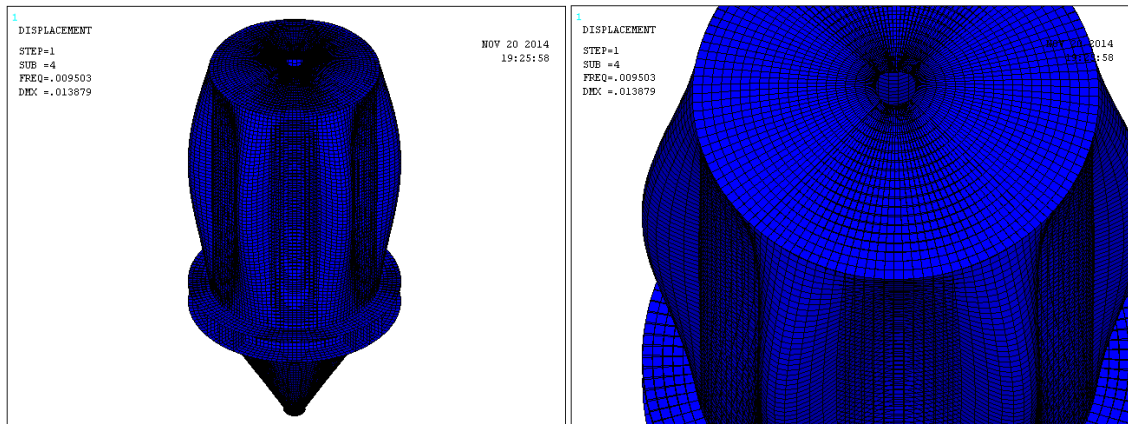 1
DISPLACEMENT
STEP=1
SUB =4
FREQ=.009503
DMX =.013879
NOV 20 2014
19:25:58
1
DISPLACEMENT
STEP=1
SUB =4
FREQ=.009503
DMX =.013879
2014
:58